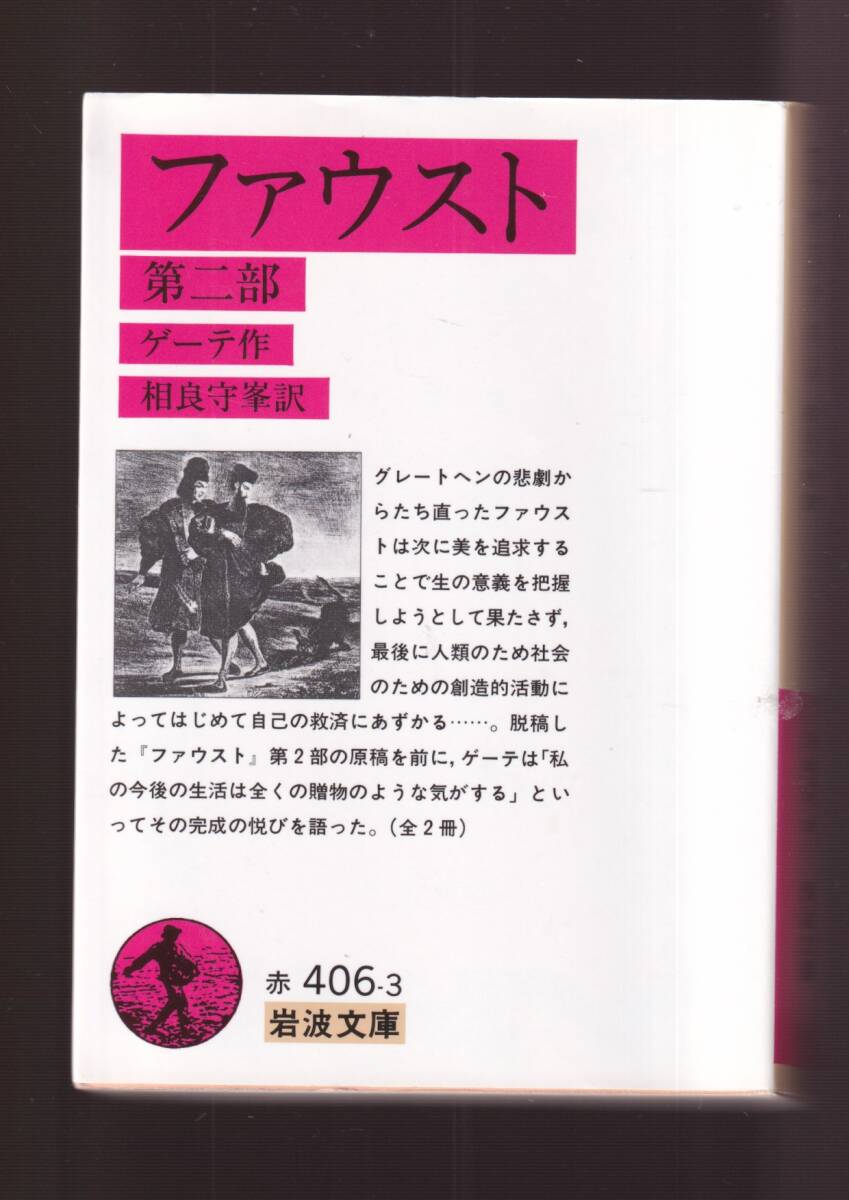 ファウスト
第二部
ゲーテ作
相良守峯訳
グレートヘンの悲劇か
らたち直ったファウス
トは次に美を追求する
ことで生の意義を把握
しようとして果たさず,
最後に人類のため社会
のための創造的活動に
よってはじめて自己の救済にあずかる……。脱稿し
た『ファウスト』第2部の原稿を前に,ゲーテは「私
の今後の生活は全くの贈物のような気がする」とい
ってその完成の悦びを語った。(全2冊)
赤 406-3
岩波文庫